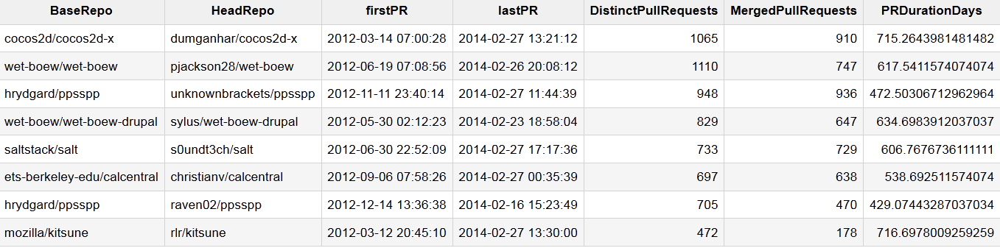 BaseRepo HeadRepo firstPR lastPR DistinctPullRequests MergedPullRequests PRDurationDays
cocos2d/cocos2d-x dumganhar/cocos2d-x 2012-03-14 07:00:28 2014-02-27 13:21:12 1065 910 715.2643981481482
wet-boew/wet-boew pjackson28/wet-boew 2012-06-19 07:08:56 2014-02-26 20:08:12 1110 747 617.5411574074074
hrydgard/ppsspp unknownbrackets/ppsspp 2012-11-11 23:40:14 2014-02-27 11:44:39 948 936 472.50306712962964
wet-boew/wet-boew-drupal sylus/wet-boew-drupal 2012-05-30 02:12:23 2014-02-23 18:58:04 829 647 634.6983912037037
saltstack/salt s0undt3ch/salt 2012-06-30 22:52:09 2014-02-27 17:17:36 733 729 606.7676736111111
ets-berkeley-edu/calcentral christianv/calcentral 2012-09-06 07:58:26 2014-02-27 00:35:39 697 638 538.692511574074
hrydgard/ppsspp raven02/ppsspp 2012-12-14 13:36:38 2014-02-16 15:23:49 705 470 429.07443287037034
mozilla/kitsune rlr/kitsune 2012-03-12 20:45:10 2014-02-27 13:30:00 472 178 716.6978009259259